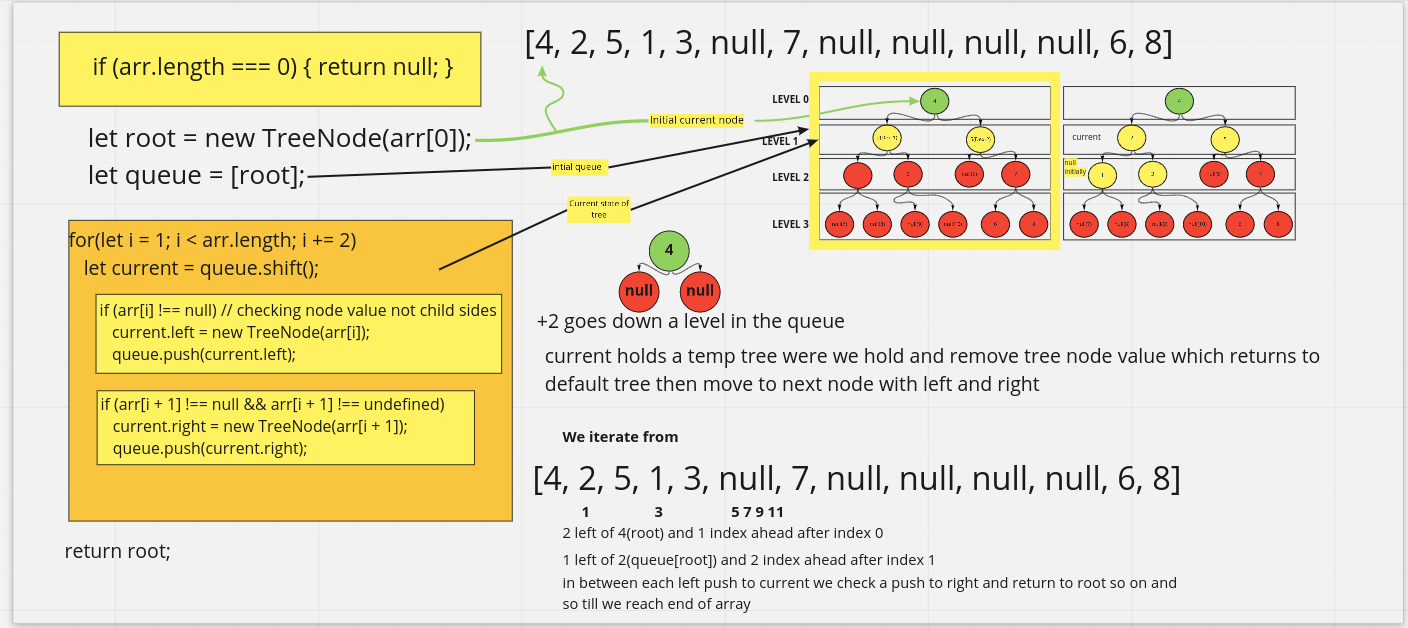 if (arr.length === 0) { return null; }
let root = new TreeNode(arr[0]);
let queue = [root];
for(let i = 1; i < arr.length; i += 2)
let current = queue.shift();
if (arr[i] !== null) // checking node value not child sides
current.left = new TreeNode(arr[i]);
queue.push(current.left);
if (arr[i + 1] !== null && arr[i + 1] !== undefined)
current.right = new TreeNode(arr[i + 1]);
queue.push(current.right);
return root;
[4, 2, 5, 1, 3, null, 7, null, null, null, null, 6, 8]
Initial current node
intial queue
Current state of
tree
LEVEL 0
LEVEL 1
LEVEL 2
LEVEL 3
4
3
7
6
8
4
current
2
5
null
initially
1
3
7
4
null
null
+2 goes down a level in the queue
current holds a temp tree were we hold and remove tree node value which returns to
default tree then move to next node with left and right
We iterate from
[4, 2, 5, 1, 3, null, 7, null, null, null, null, 6, 8]
1 3 5 7 9 11
2 left of 4(root) and 1 index ahead after index 0
1 left of 2(queue[root]) and 2 index ahead after index 1
in between each left push to current we check a push to right and return to root so on and
so till we reach end of array